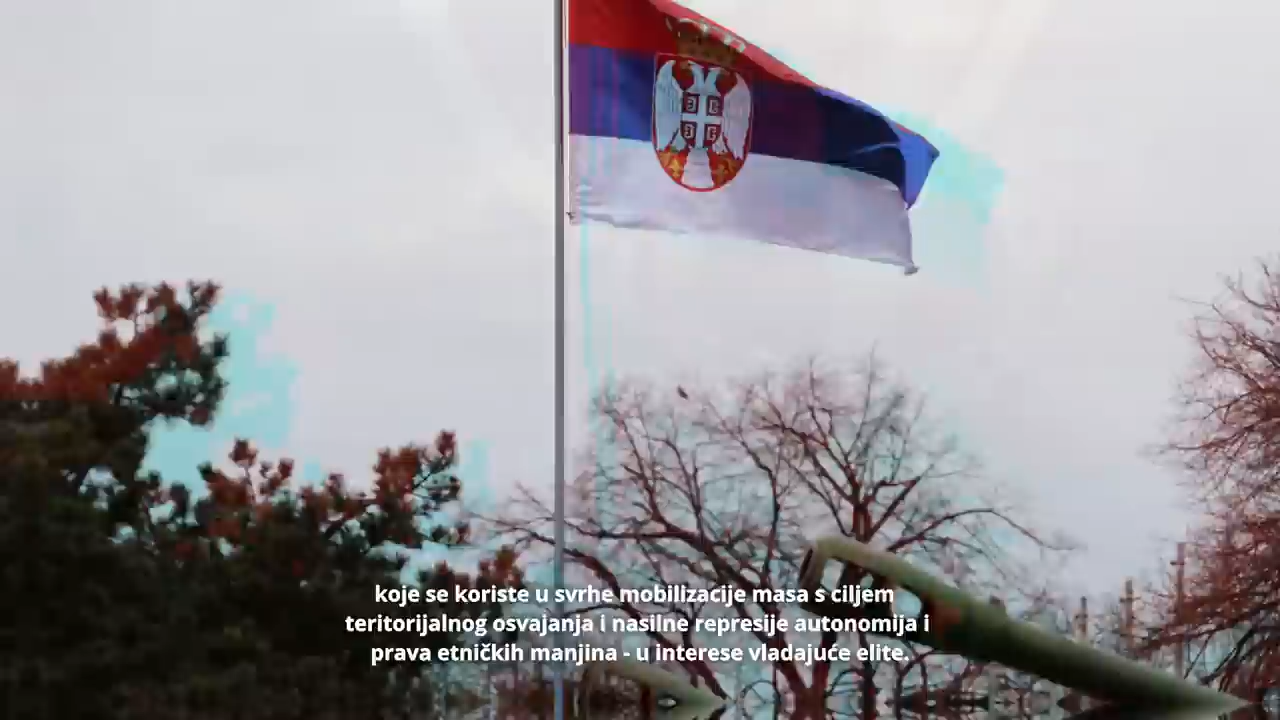 koje se koriste u svrhe mobilizacije masa s ciljem
teritorijalnog osvajanja i nasilne represije autonomija i
prava etničkih manjina - u interese vladajuće elite.